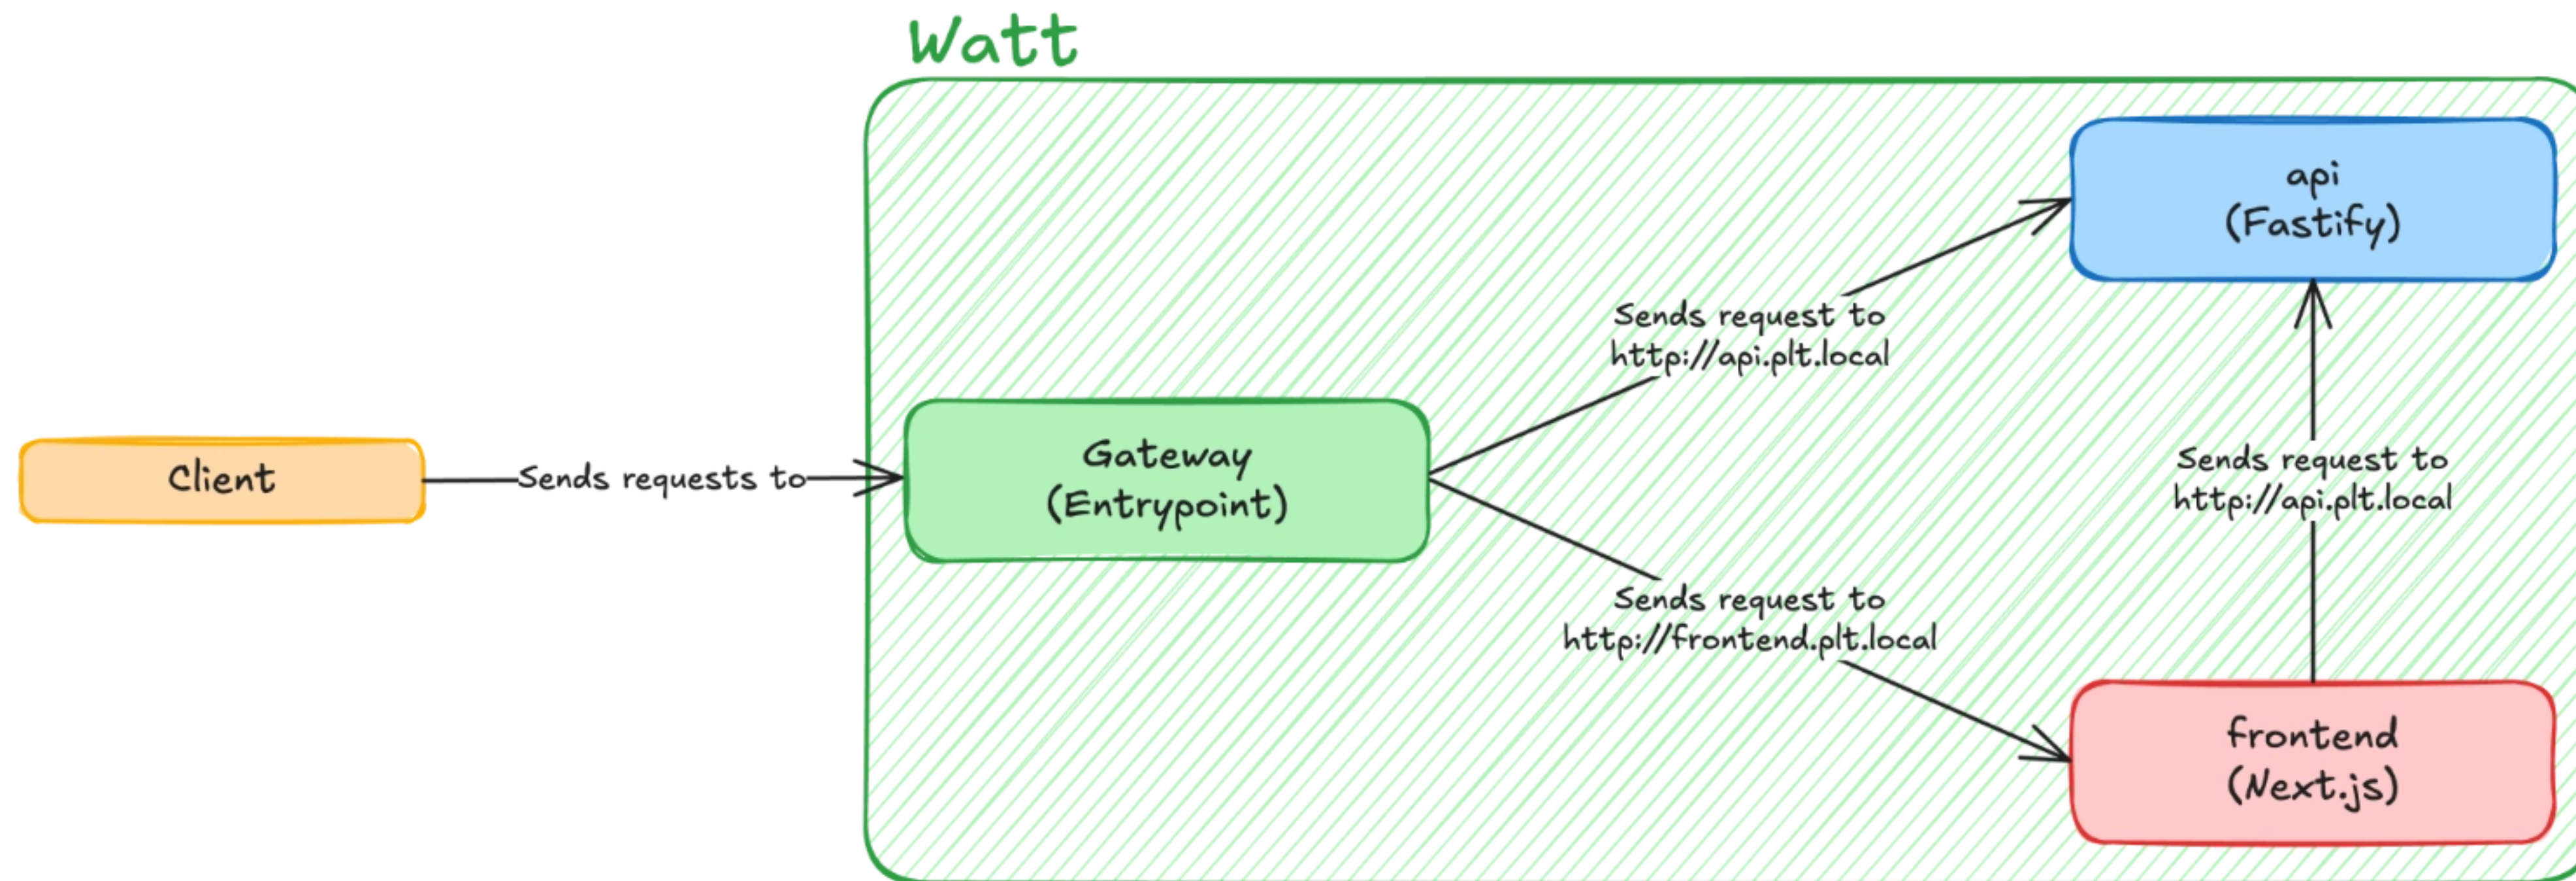 Watt
api
(Fastify)
Sends request to
http://api.plt.local
Gateway
(Entrypoint)
Client
Sends requests to
Sends request to
http://api.plt.local
Sends request to
http://frontend.plt.local
frontend
(Next.js)